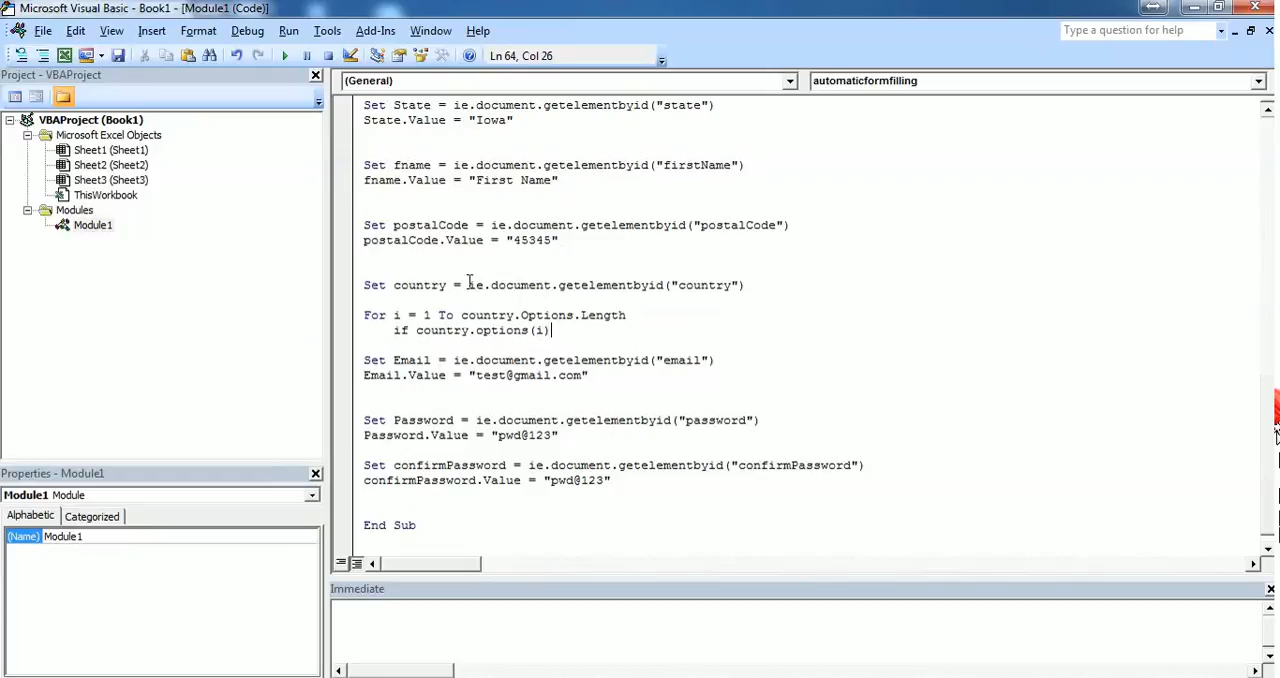 Microsoft Visual Basic - Book1 - [Module1 (Code)]
File Edit View Insert Format Debug Run Tools Add-Ins Window Help
Type a question for help
Ln 64, Col 26
Project - VBAProject
(General)
automaticformfilling
VBAProject (Book1)
Microsoft Excel Objects
Sheet1 (Sheet1)
Sheet2 (Sheet2)
Sheet3 (Sheet3)
ThisWorkbook
Modules
Module1
Set State = ie.document.getelementbyid("state")
State.Value = "Iowa"
Set fname = ie.document.getelementbyid("firstName")
fname.Value = "First Name"
Set postalCode = ie.document.getelementbyid("postalCode")
postalCode.Value = "45345"
Set country = ie.document.getelementbyid("country")
For i = 1 To country.Options.Length
if country.options(i)
Set Email = ie.document.getelementbyid("email")
Email.Value = "test@gmail.com"
Set Password = ie.document.getelementbyid("password")
Password.Value = "pwd@123"
Set confirmPassword = ie.document.getelementbyid("confirmPassword")
confirmPassword.Value = "pwd@123"
End Sub
Properties - Module1
Module1 Module
Alphabetic Categorized
(Name) Module1
Immediate